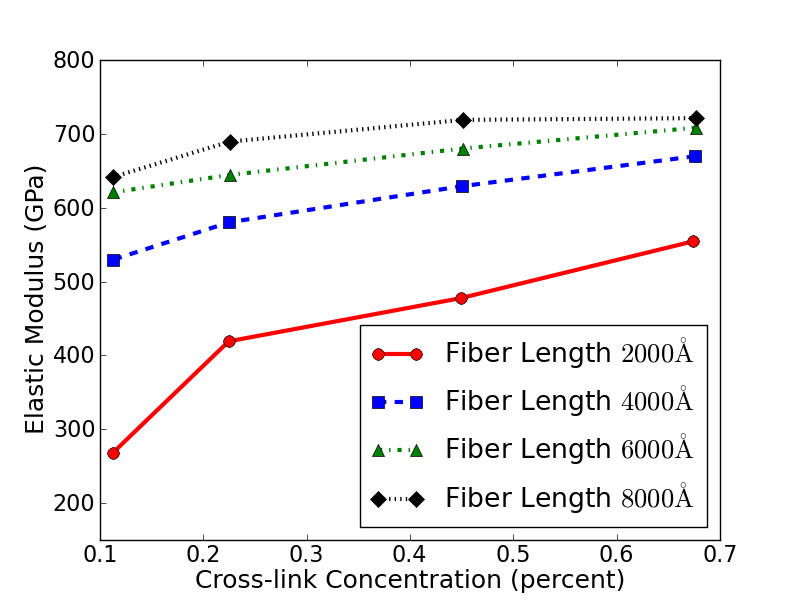 800
700
600
500
400
300
200
Elastic Modulus (GPa)
Fiber Length 2000Å
Fiber Length 4000Å
Fiber Length 6000Å
Fiber Length 8000Å
0.1 0.2 0.3 0.4 0.5 0.6 0.7
Cross-link Concentration (percent)